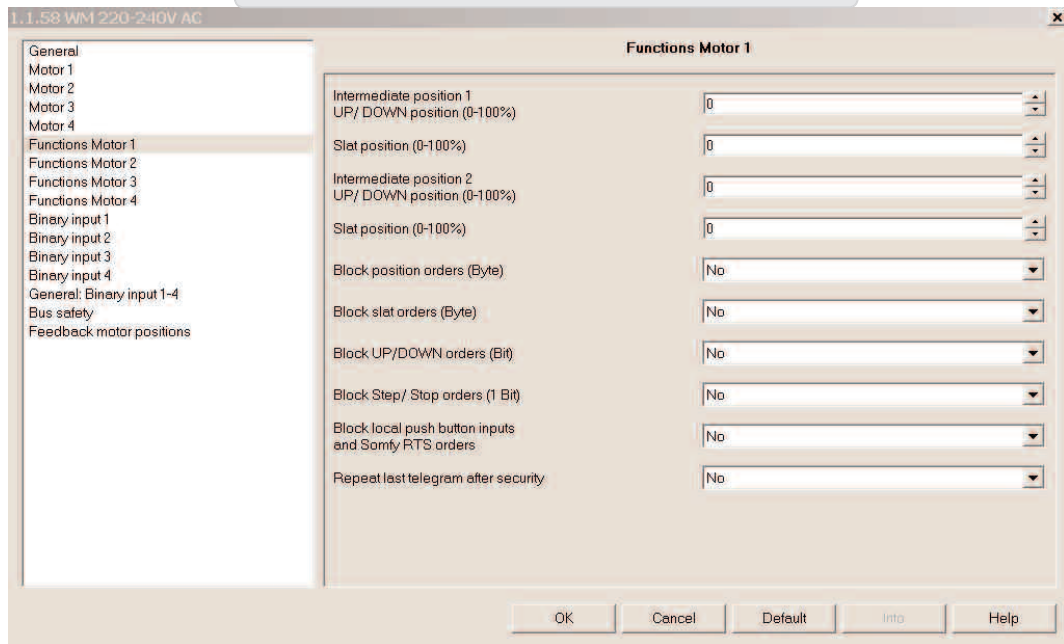 1.1.58 WM 220-240V AC
General
Motor 1
Motor 2
Motor 3
Motor 4
Functions Motor 1
Functions Motor 2
Functions Motor 3
Functions Motor 4
Binary input 1
Binary input 2
Binary input 3
Binary input 4
General: Binary input 1-4
Bus safety
Feedback motor positions
Functions Motor 1
Intermediate position 1
UP/ DOWN position (0-100%)
0
Slat position (0-100%)
0
Intermediate position 2
UP/ DOWN position (0-100%)
0
Slat position (0-100%)
0
Block position orders (Byte)
No
Block slat orders (Byte)
No
Block UP/DOWN orders (Bit)
No
Block Step/ Stop orders (1 Bit)
No
Block local push button inputs
and Somfy RTS orders
No
Repeat last telegram after security
No
OK
Cancel
Default
Help